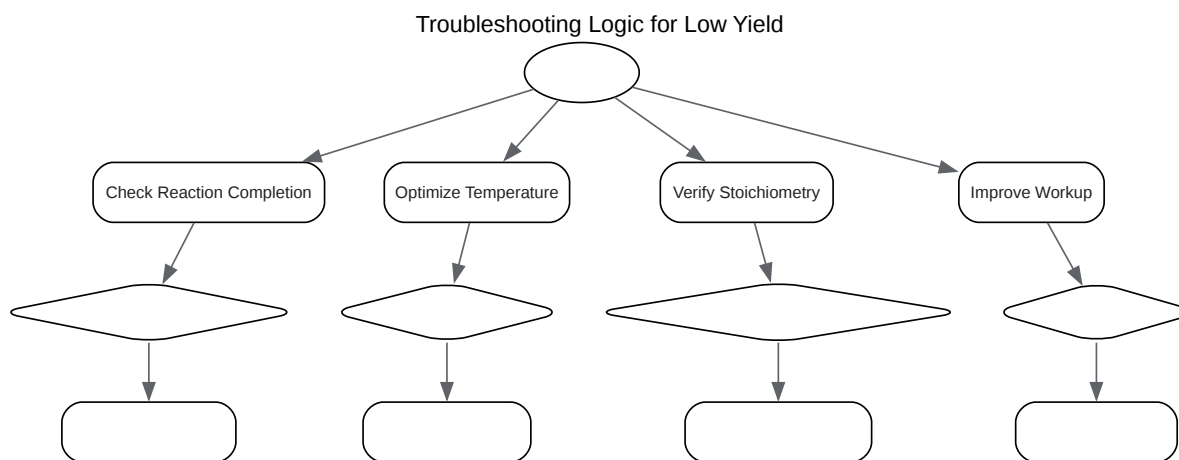 Troubleshooting Logic for Low Yield
Check Reaction Completion
Optimize Temperature
Verify Stoichiometry
Improve Workup